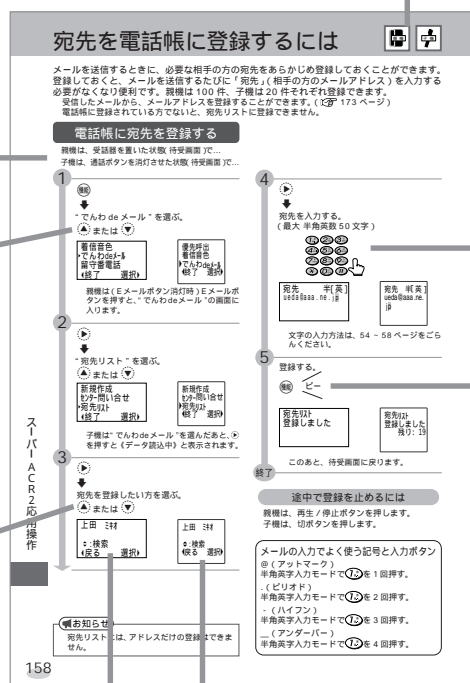 宛先を電話帳に登録するには
メールを送信するときに、必要な相手の方の宛先をあらかじめ登録しておくことができます。
登録しておくと、メールを送信するたびに「宛先」(相手の方のメールアドレス)を入力する
必要がなくなり便利です。親機は100件、子機は20件それぞれ登録できます。
受信したメールから、メールアドレスを登録することができます。( 173 ページ)
電話帳に登録されている方でないと、宛先リストに登録できません。
電話帳に宛先を登録する
親機は、受話器を置いた状態(待受画面)で…
子機は、通話ボタンを消灯させた状態(待受画面)で…
1
機能
“でんわ de メール”を選ぶ。
または
着信音色
でんわdeメール
留守番電話
終了 選択
優先呼出
着信音色
でんわdeメール
終了 選択
親機は(Eメールボタン消灯時)Eメールボ
タンを押すと、“でんわdeメール”の画面に
入ります。
2
“宛先リスト”を選ぶ。
または
新規作成
センター問い合せ
宛先リスト
終了 選択
新規作成
センター問い合せ
宛先リスト
終了 選択
子機は“でんわdeメール”を選んだあと、
を押すと《データ読込中》と表示されます。
3
宛先を登録したい方を選ぶ。
または
上田 ミキオ
:検索
戻る 選択
上田 ミキオ
:検索
戻る 選択
お知らせ
宛先リストには、アドレスだけの登録はできま
せん。
4
宛先を入力する。
(最大 半角英数 50 文字)
宛先 半[英]
ueda@aaa.ne.jp
宛先 半[英]
ueda@aaa.ne.
jp
文字の入力方法は、54 ~ 58 ページをごら
んください。
5
登録する。
機能 ピー
宛先リスト
登録しました
宛先リスト
登録しました
残り: 19
このあと、待受画面に戻ります。
終了
途中で登録を止めるには
親機は、再生/停止ボタンを押します。
子機は、切ボタンを押します。
メールの入力でよく使う記号と入力ボタン
@(アットマーク)
半角英字入力モードで を1回押す。
.(ピリオド)
半角英字入力モードで を2回押す。
-(ハイフン)
半角英字入力モードで を3回押す。
_(アンダーバー)
半角英字入力モードで を4回押す。
スーパーACR2応用操作
158